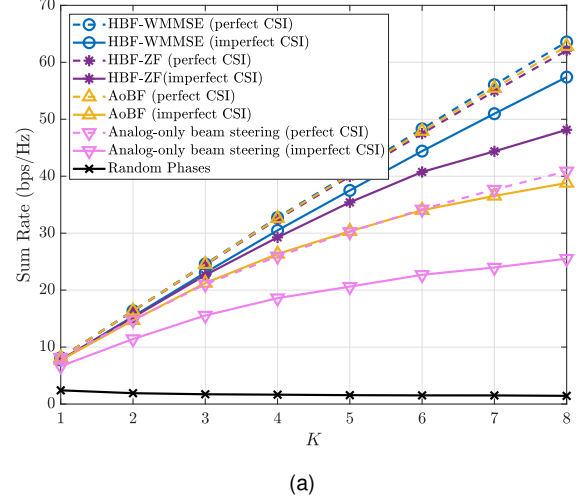 70
60
50
40
30
20
10
0
Sum Rate (bps/Hz)
HBF-WMMSE (perfect CSI)
HBF-WMMSE (imperfect CSI)
HBF-ZF (perfect CSI)
HBF-ZF(imperfect CSI)
AoBF (perfect CSI)
AoBF (imperfect CSI)
Analog-only beam steering (perfect CSI)
Analog-only beam steering (imperfect CSI)
Random Phases
1 2 3 4 5 6 7 8
K
(a)